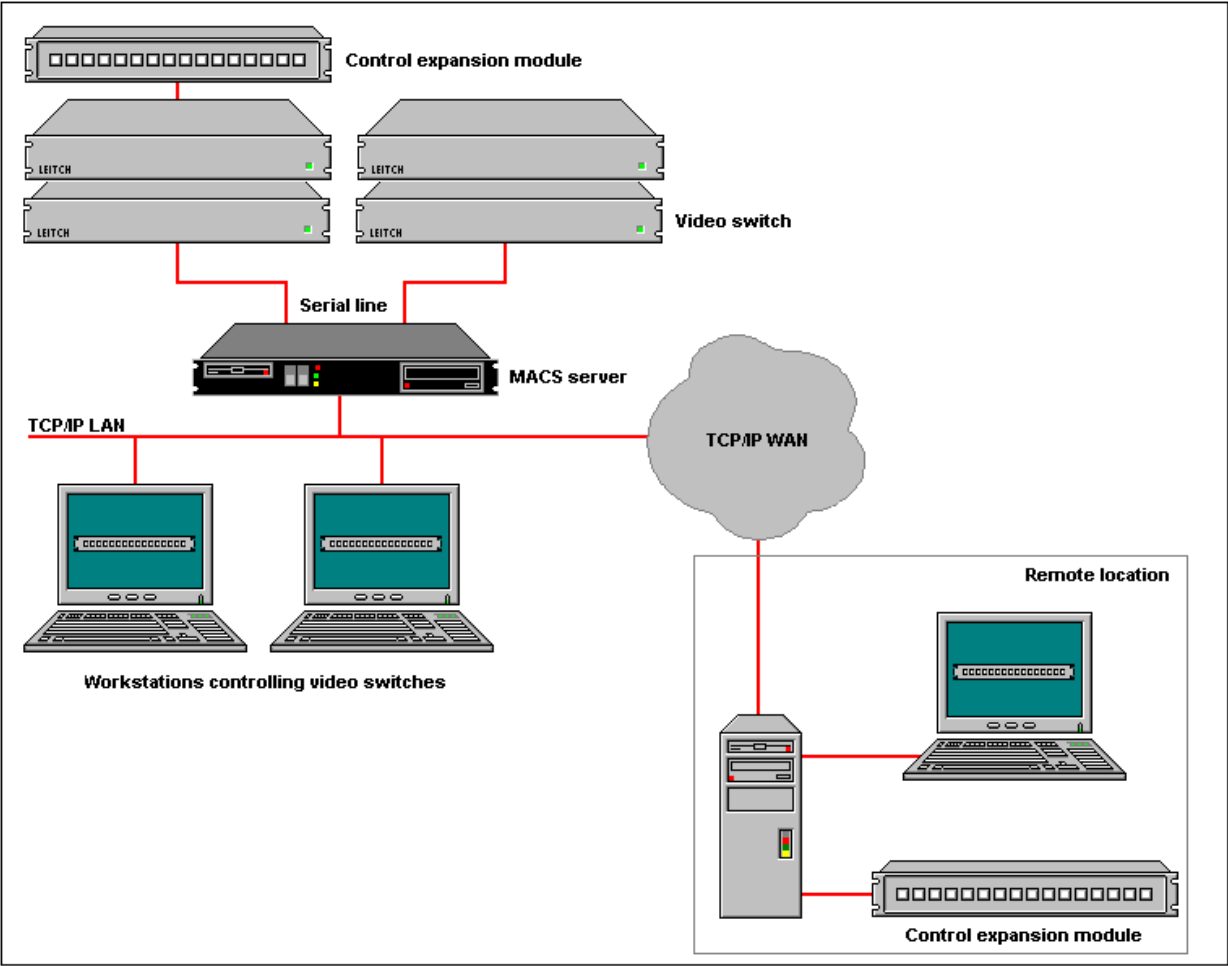 Control expansion module
LEITCH
LEITCH
LEITCH
LEITCH
Video switch
Serial line
MACS server
TCP/IP LAN
TCP/IP WAN
Remote location
Workstations controlling video switches
Control expansion module